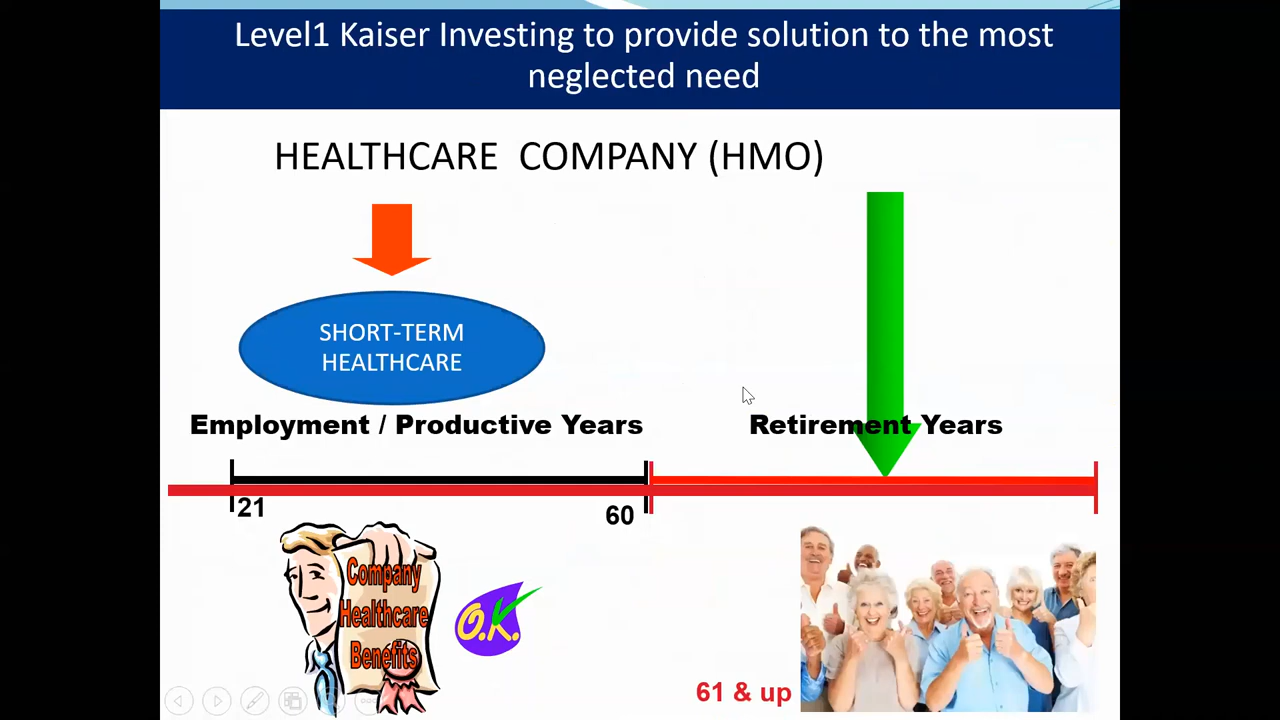 Level1 Kaiser Investing to provide solution to the most
neglected need
HEALTHCARE COMPANY (HMO)
SHORT-TERM
HEALTHCARE
Employment / Productive Years
Retirement Years
21
60
Company
Healthcare
Benefits
O.K.
61 & up